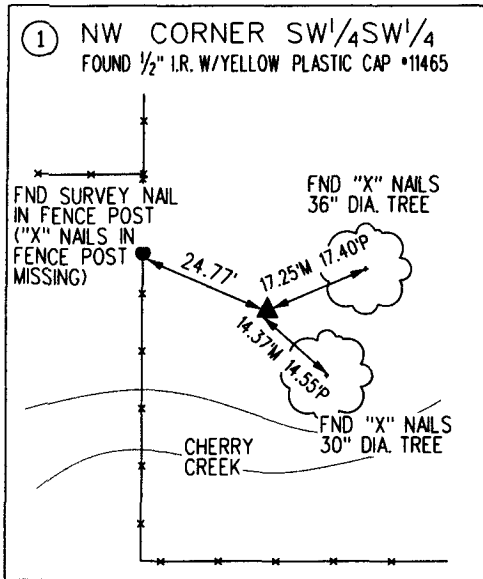 1 NW CORNER SW1/4SW1/4
FOUND 1/2" I.R. W/YELLOW PLASTIC CAP #11465
FND SURVEY NAIL
IN FENCE POST
("X" NAILS IN
FENCE POST
MISSING)
FND "X" NAILS
36" DIA. TREE
24.77'
17.25'M 17.40'P
14.37'M 14.55'P
FND "X" NAILS
30" DIA. TREE
CHERRY
CREEK